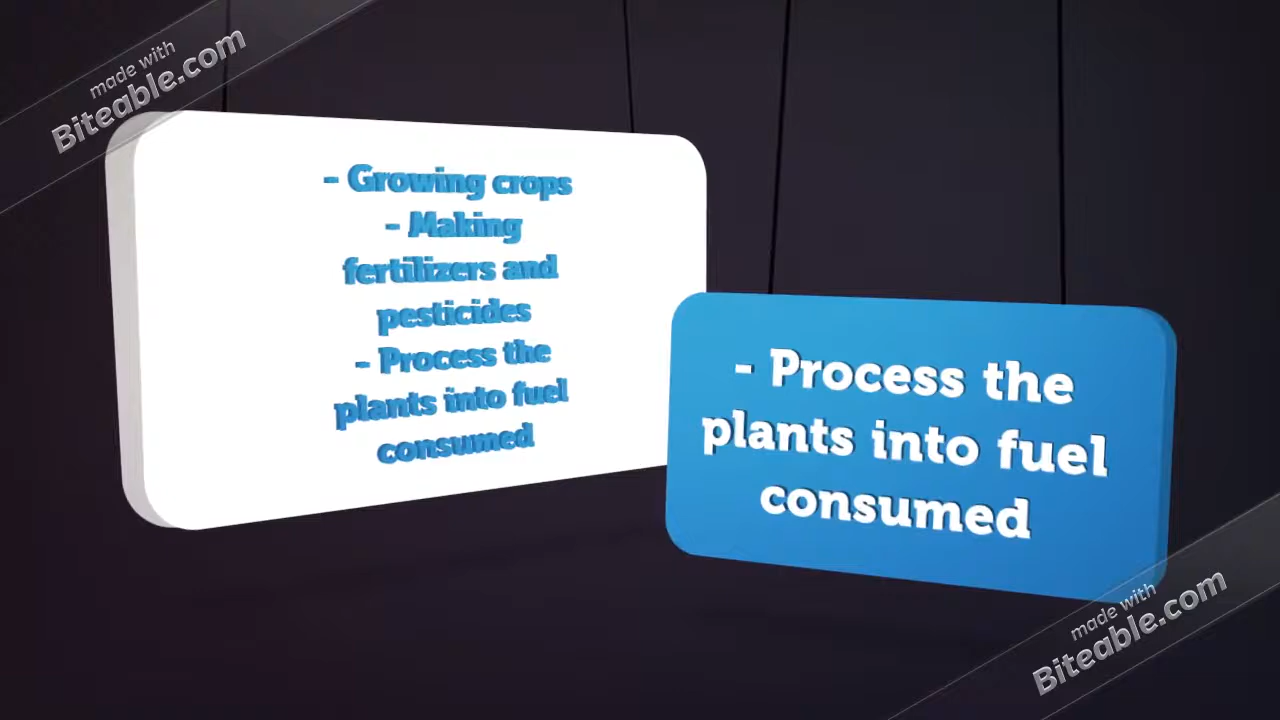 made with
Biteable.com
- Growing crops
- Making
fertilizers and
pesticides
- Process the
plants into fuel
consumed
- Process the
plants into fuel
consumed
made with
Biteable.com